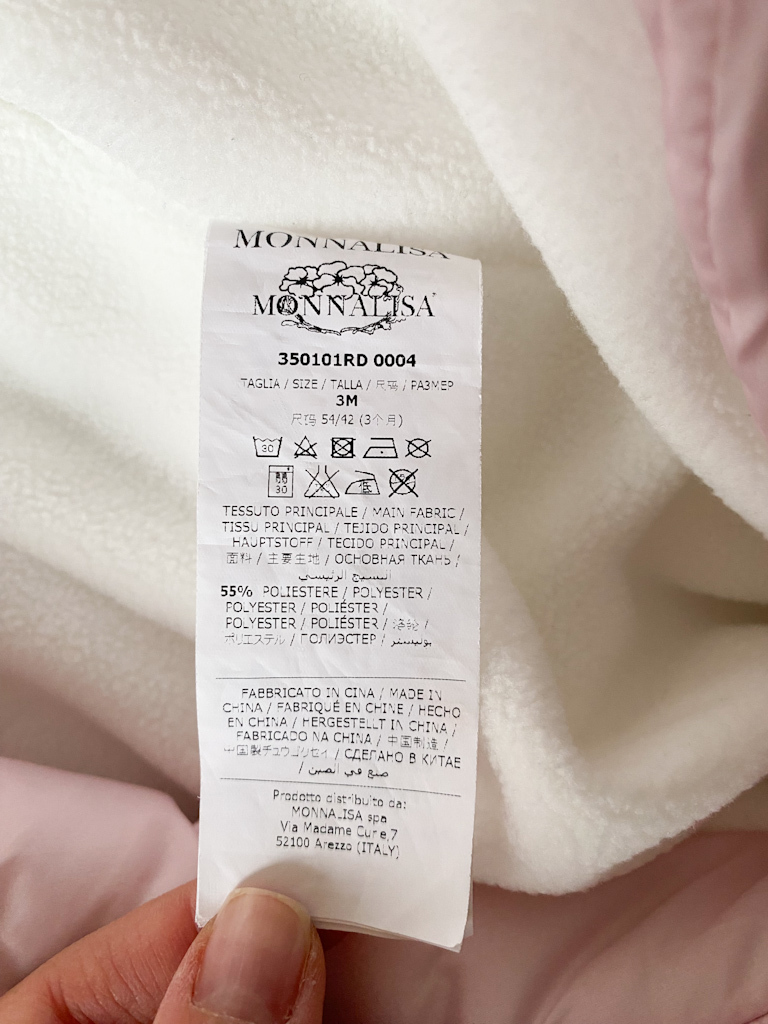 MONNALISA
MONNALISA
350101RD 0004
TAGLIA / SIZE / TALLA / 尺码 / РАЗМЕР
3M
尺码 54/42 (3个月)
30
30 低
TESSUTO PRINCIPALE / MAIN FABRIC /
TISSU PRINCIPAL / TEJIDO PRINCIPAL /
HAUPTSTOFF / TECIDO PRINCIPAL /
面料 / 主要生地 / ОСНОВНАЯ ТКАНЬ /
النسيج الرئيسي
55% POLIESTERE / POLYESTER /
POLYESTER / POLIÉSTER /
POLYESTER / POLIÉSTER / 涤纶 /
ポリエステル / ПОЛИЭСТЕР / بوليستر
FABBRICATO IN CINA / MADE IN
CHINA / FABRIQUÉ EN CHINE / HECHO
EN CHINA / HERGESTELLT IN CHINA /
FABRICADO NA CHINA / 中国制造 /
中国製チュウゴクセイ / СДЕЛАНО В КИТАЕ
/ صنع في الصين
Prodotto distribuito da:
MONNALISA spa
Via Madame Curie,7
52100 Arezzo (ITALY)